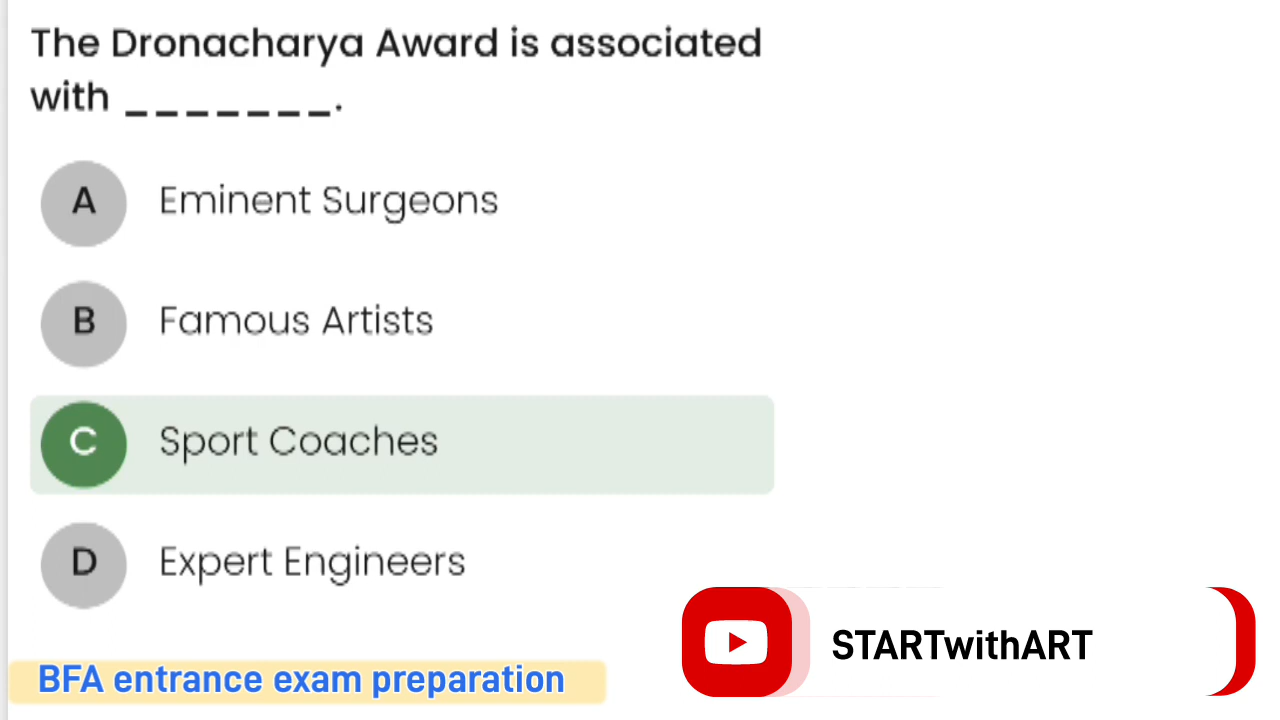 The Dronacharya Award is associated
with _______.
A Eminent Surgeons
B Famous Artists
C Sport Coaches
D Expert Engineers
BFA entrance exam preparation
STARTwithART